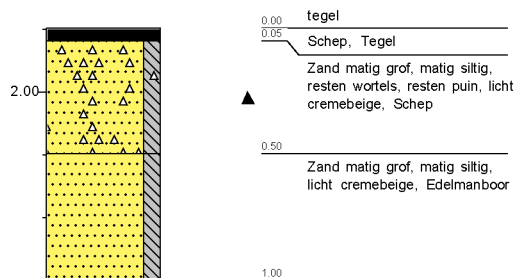 0.00 tegel
0.05 Schep, Tegel
Zand matig grof, matig siltig,
resten wortels, resten puin, licht
cremebeige, Schep
2.00
0.50
Zand matig grof, matig siltig,
licht cremebeige, Edelmanboor
1.00